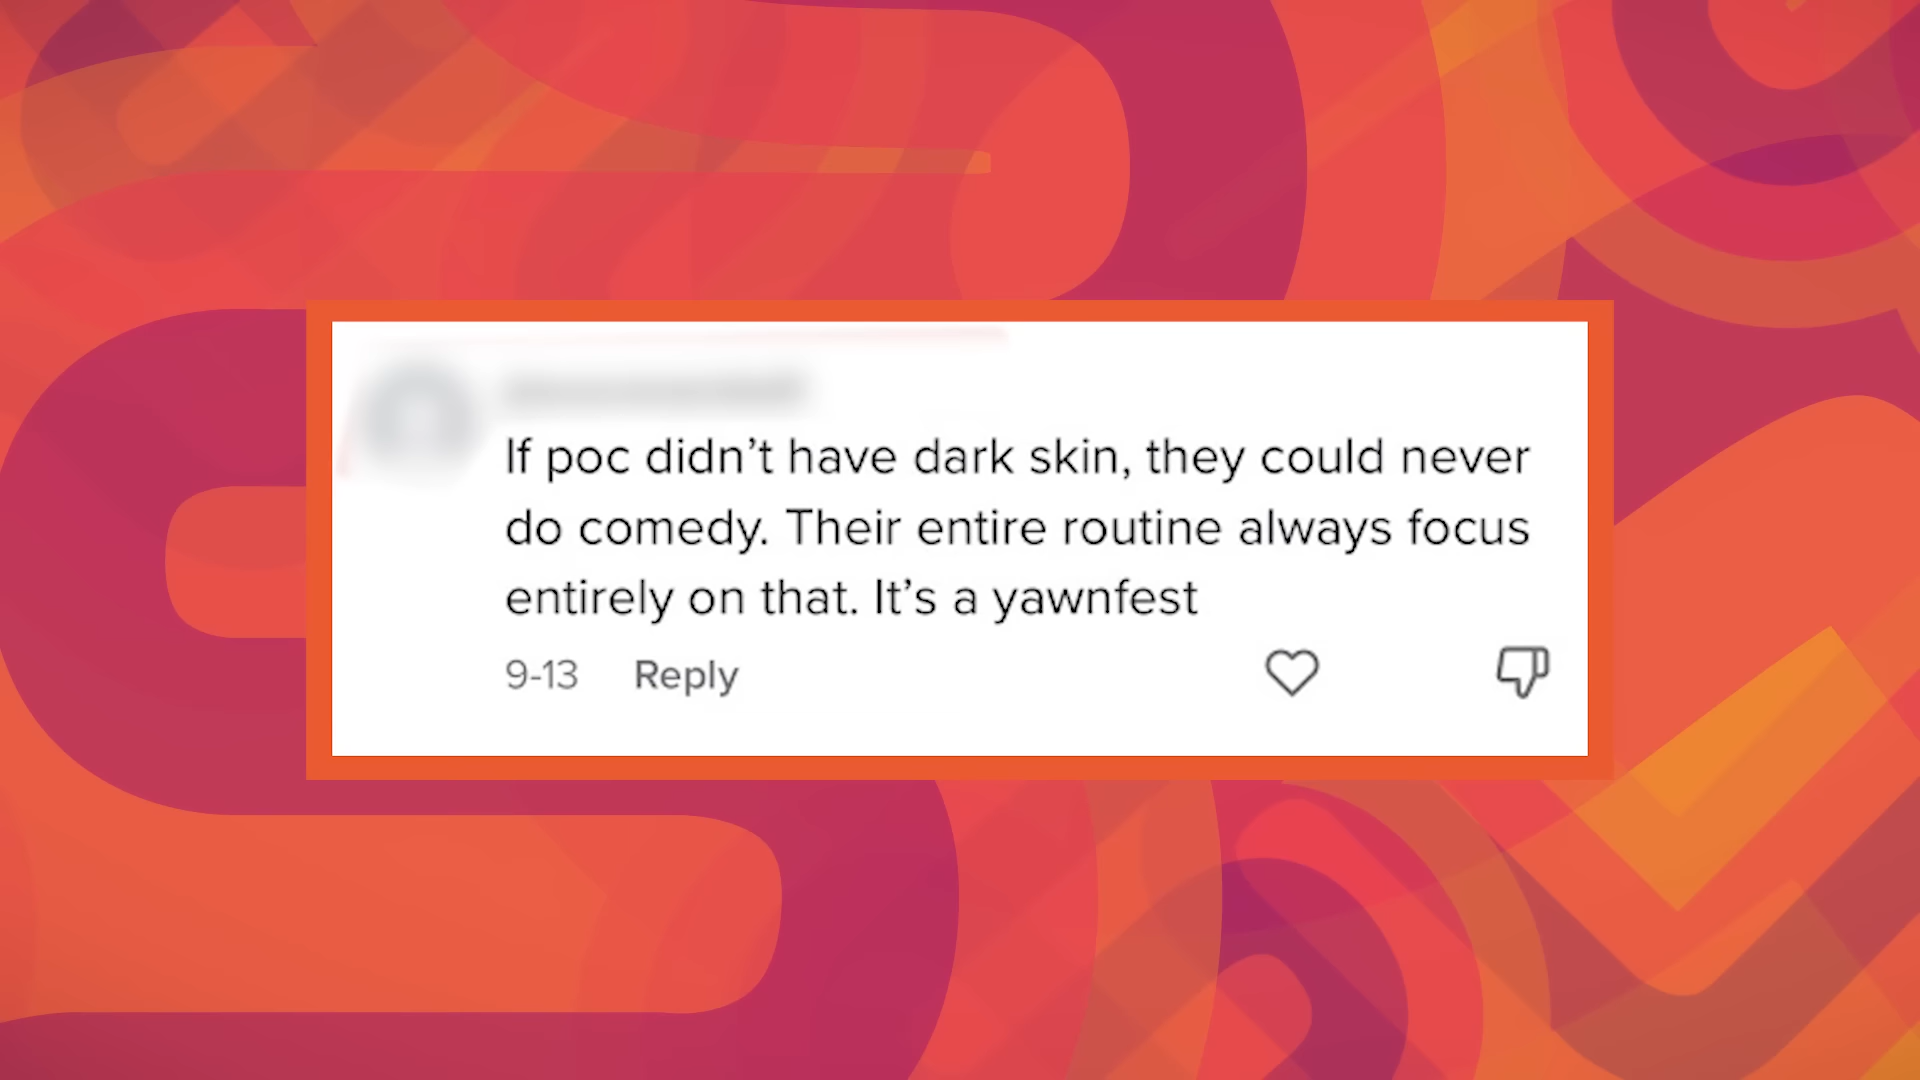 If poc didn’t have dark skin, they could never
do comedy. Their entire routine always focus
entirely on that. It’s a yawnfest
9-13 Reply